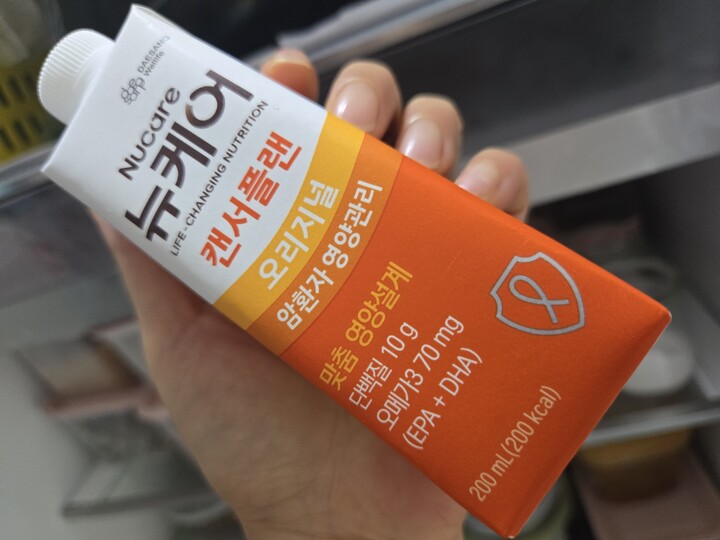 DAESANG
Wellife
Nucare
뉴케어
LIFE-CHANGING NUTRITION
캔서플랜
오리지널
암환자 영양관리
맞춤 영양설계
단백질 10 g
오메가3 70 mg
(EPA + DHA)
200 mL(200 kcal)